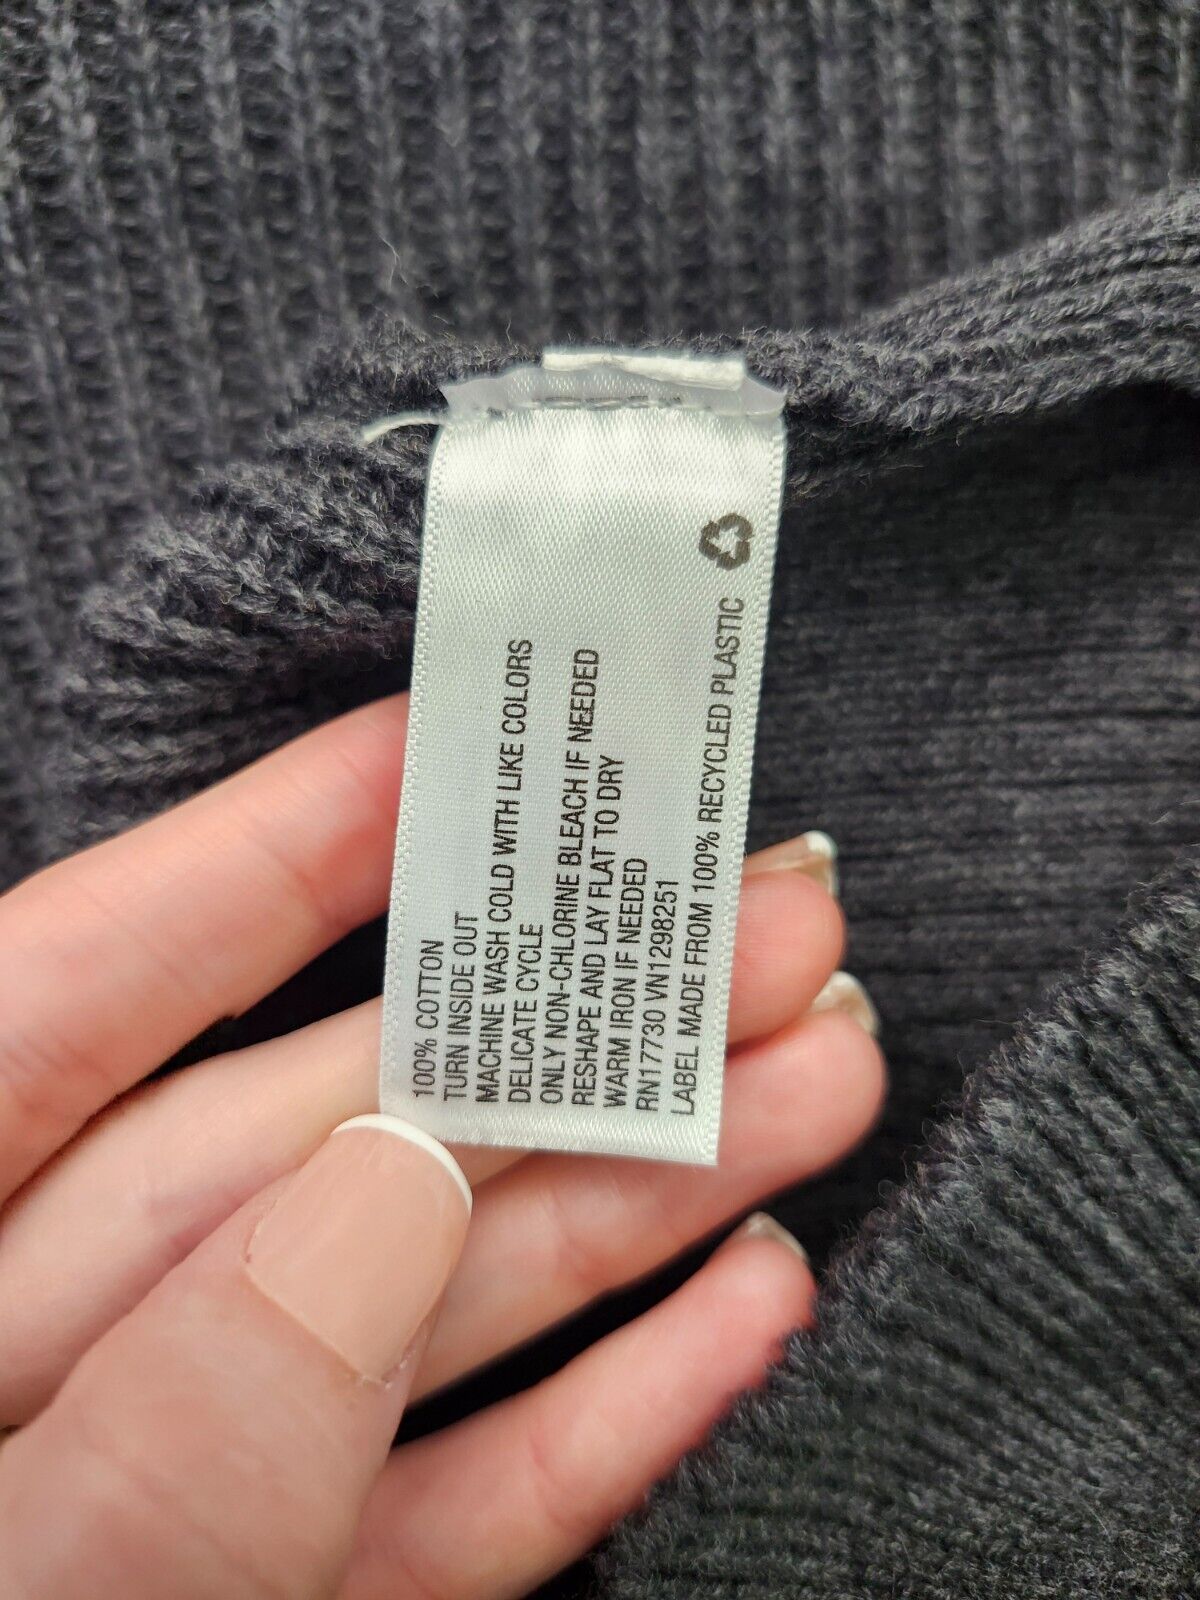 100% COTTON
TURN INSIDE OUT
MACHINE WASH COLD WITH LIKE COLORS
DELICATE CYCLE
ONLY NON-CHLORINE BLEACH IF NEEDED
RESHAPE AND LAY FLAT TO DRY
WARM IRON IF NEEDED
RN17730 VN1298251
LABEL MADE FROM 100% RECYCLED PLASTIC